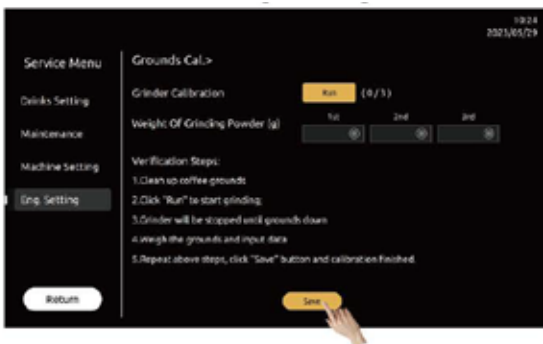 10:24
2023/05/29
Service Menu
Grounds Cal.>
Drinks Setting
Grinder Calibration
Run
(0/3)
Maintenance
Weight Of Grinding Powder (g)
1st
2nd
3rd
Machine Setting
Verification Steps:
1.Clean up coffee grounds
Eng. Setting
2.Click "Run" to start grinding;
3.Grinder will be stopped until grounds down
4.Weigh the grounds and input data
5.Repeat above steps, click "Save" button and calibration finished.
Return
Save